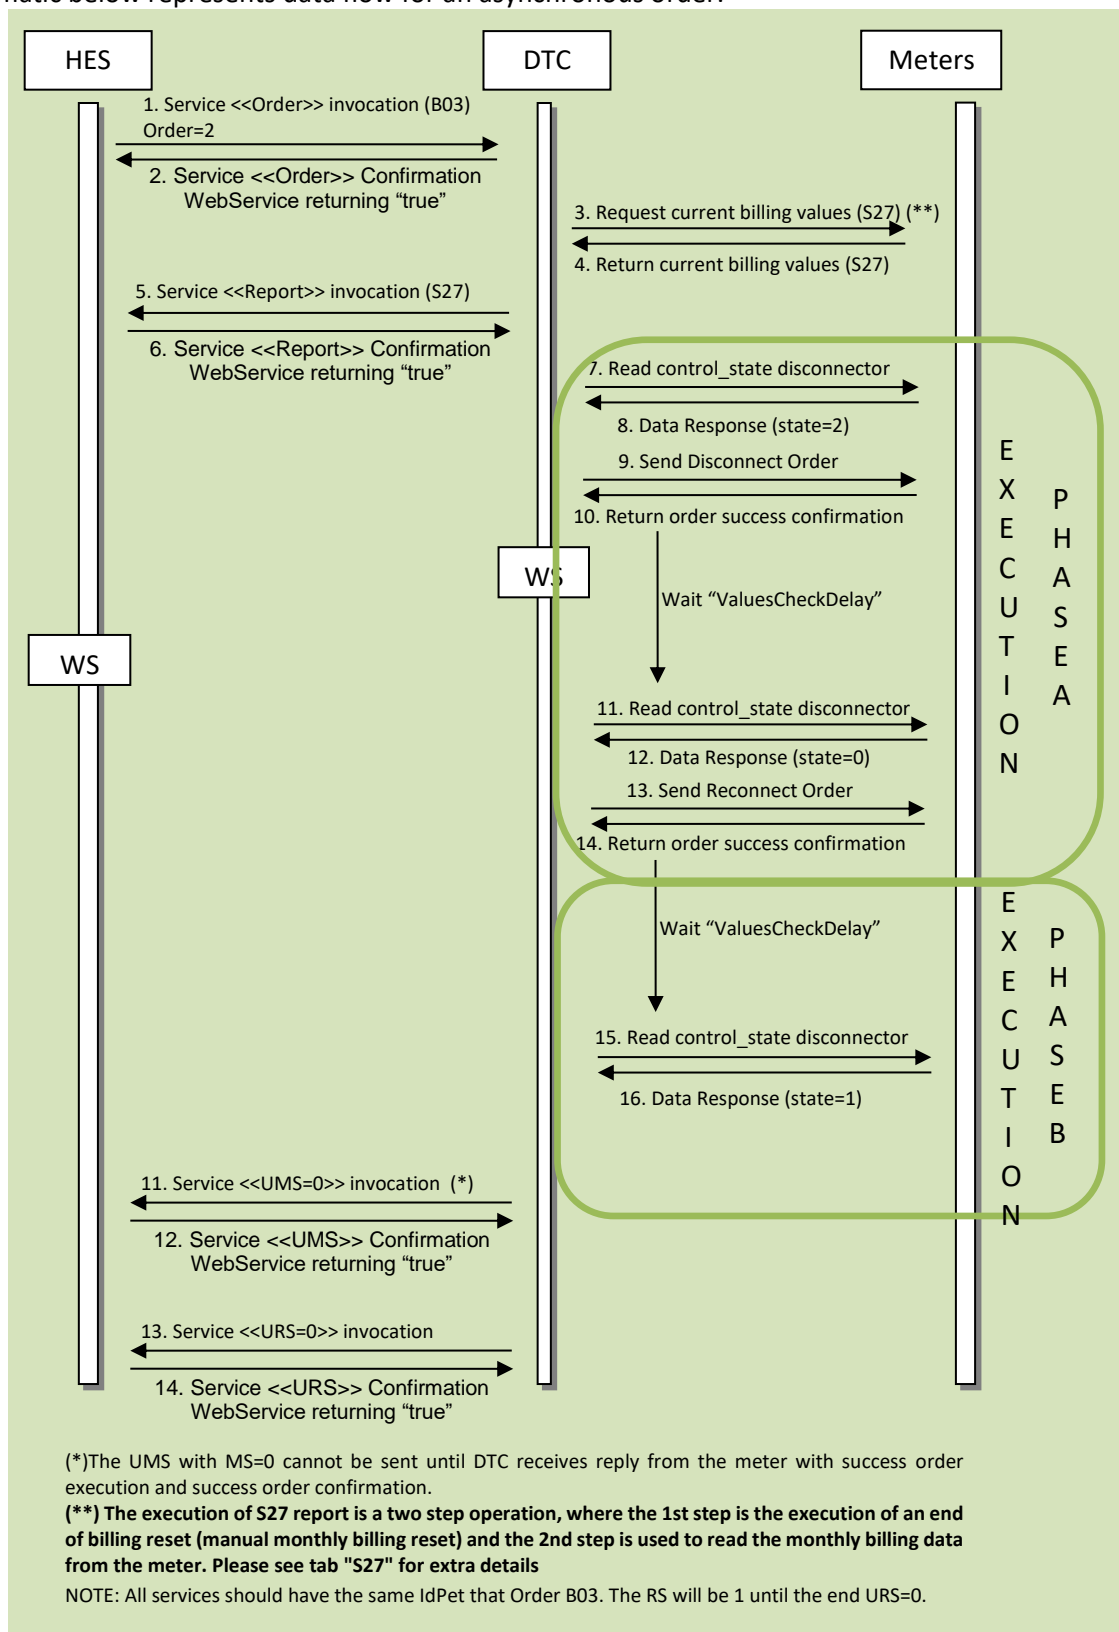 natic below represents data flow for an asynchronous order.
HES
DTC
Meters
1. Service <<Order>> invocation (B03)
Order=2
2. Service <<Order>> Confirmation
WebService returning “true”
3. Request current billing values (S27) (**)
4. Return current billing values (S27)
5. Service <<Report>> invocation (S27)
6. Service <<Report>> Confirmation
WebService returning “true”
7. Read control_state disconnector
8. Data Response (state=2)
9. Send Disconnect Order
10. Return order success confirmation
WS
Wait “ValuesCheckDelay”
WS
11. Read control_state disconnector
12. Data Response (state=0)
13. Send Reconnect Order
14. Return order success confirmation
EXECUTION
PHASE A
Wait “ValuesCheckDelay”
15. Read control_state disconnector
16. Data Response (state=1)
EXECUTION
PHASE B
11. Service <<UMS=0>> invocation (*)
12. Service <<UMS>> Confirmation
WebService returning “true”
13. Service <<URS=0>> invocation
14. Service <<URS>> Confirmation
WebService returning “true”
(*)The UMS with MS=0 cannot be sent until DTC receives reply from the meter with success order
execution and success order confirmation.
(**) The execution of S27 report is a two step operation, where the 1st step is the execution of an end
of billing reset (manual monthly billing reset) and the 2nd step is used to read the monthly billing data
from the meter. Please see tab "S27" for extra details
NOTE: All services should have the same IdPet that Order B03. The RS will be 1 until the end URS=0.